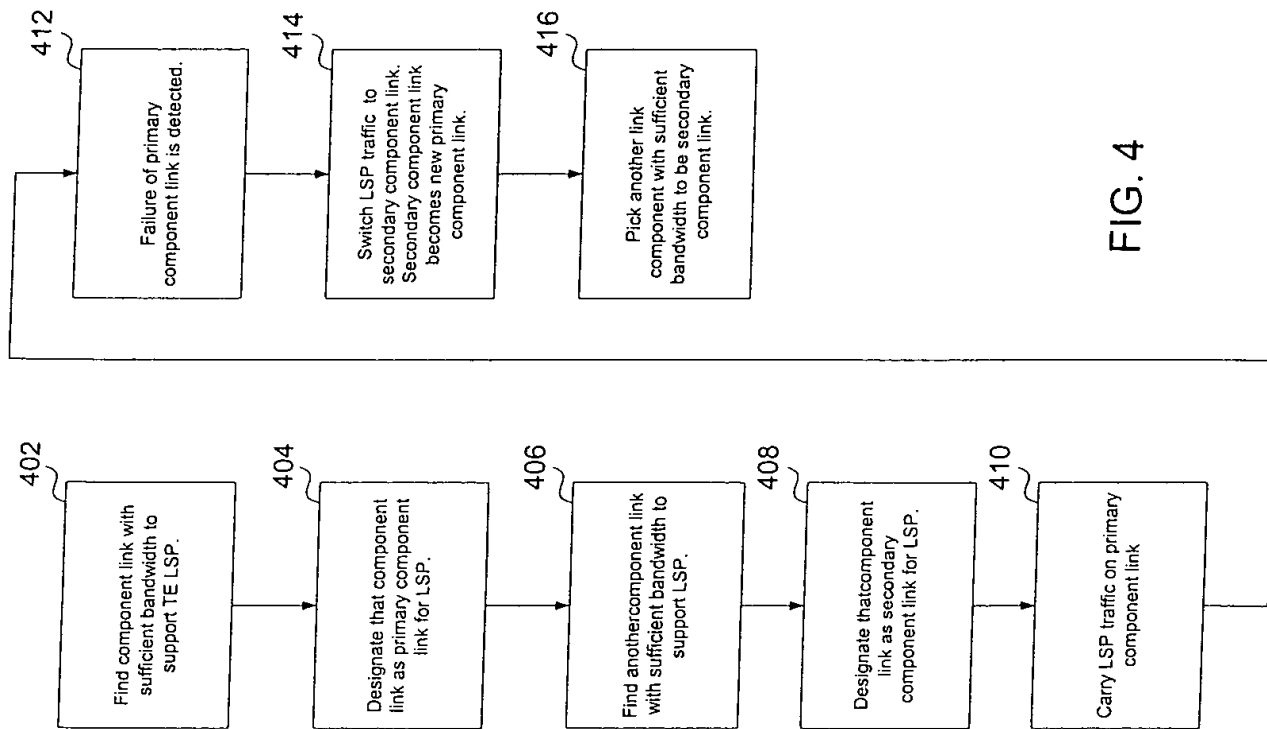 402
Find component link with
sufficient bandwidth to
support TE LSP.
404
Designate that component
link as primary component
link for LSP.
406
Find anothercomponent link
with sufficient bandwidth to
support LSP.
408
Designate thatcomponent
link as secondary
component link for LSP.
410
Carry LSP traffic on primary
component link
412
Failure of primary
component link is detected.
414
Switch LSP traffic to
secondary component link.
Secondary component link
becomes new primary
component link.
416
Pick another link
component with sufficient
bandwidth to be secondary
component link.
FIG. 4